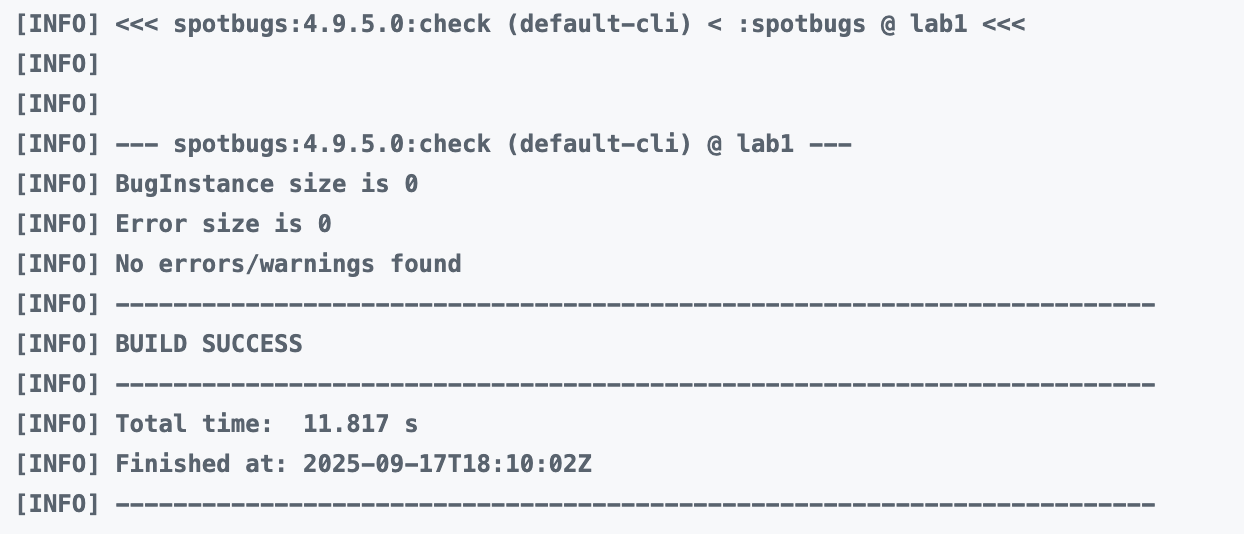 [INFO] <<< spotbugs:4.9.5.0:check (default-cli) < :spotbugs @ lab1 <<<
[INFO]
[INFO]
[INFO] --- spotbugs:4.9.5.0:check (default-cli) @ lab1 ---
[INFO] BugInstance size is 0
[INFO] Error size is 0
[INFO] No errors/warnings found
[INFO] ------------------------------------------------------------------------
[INFO] BUILD SUCCESS
[INFO] ------------------------------------------------------------------------
[INFO] Total time:  11.817 s
[INFO] Finished at: 2025-09-17T18:10:02Z
[INFO] ------------------------------------------------------------------------